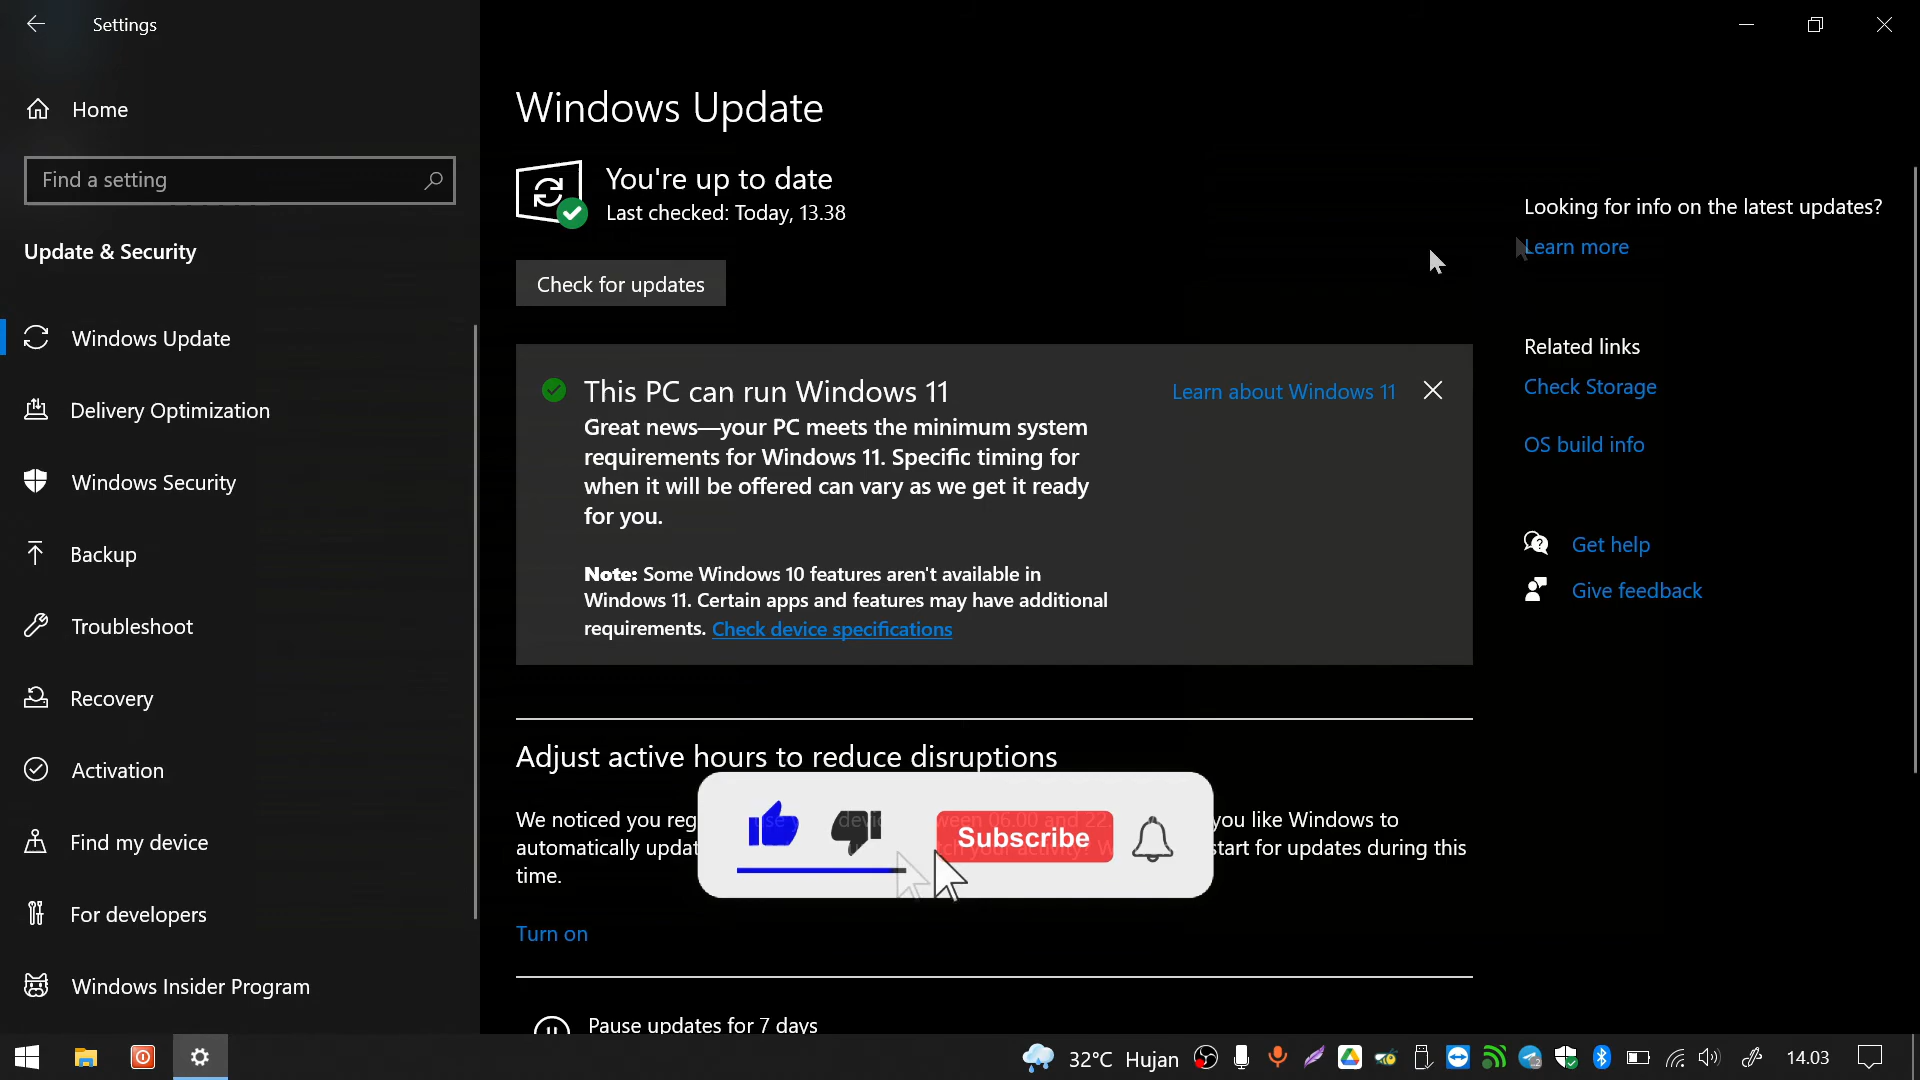 Settings
Home
Find a setting
Update & Security
Windows Update
Delivery Optimization
Windows Security
Backup
Troubleshoot
Recovery
Activation
Find my device
For developers
Windows Insider Program
Windows Update
You're up to date
Last checked: Today, 13.38
Check for updates
This PC can run Windows 11
Learn about Windows 11
Great news—your PC meets the minimum system
requirements for Windows 11. Specific timing for
when it will be offered can vary as we get it ready
for you.
Note: Some Windows 10 features aren't available in
Windows 11. Certain apps and features may have additional
requirements. Check device specifications
Adjust active hours to reduce disruptions
We noticed you reg 06.00 and 22 you like Windows to
automatically updat your activity? start for updates during this
time.
Subscribe
Turn on
Pause updates for 7 days
Looking for info on the latest updates?
Learn more
Related links
Check Storage
OS build info
Get help
Give feedback
32°C Hujan
14.03